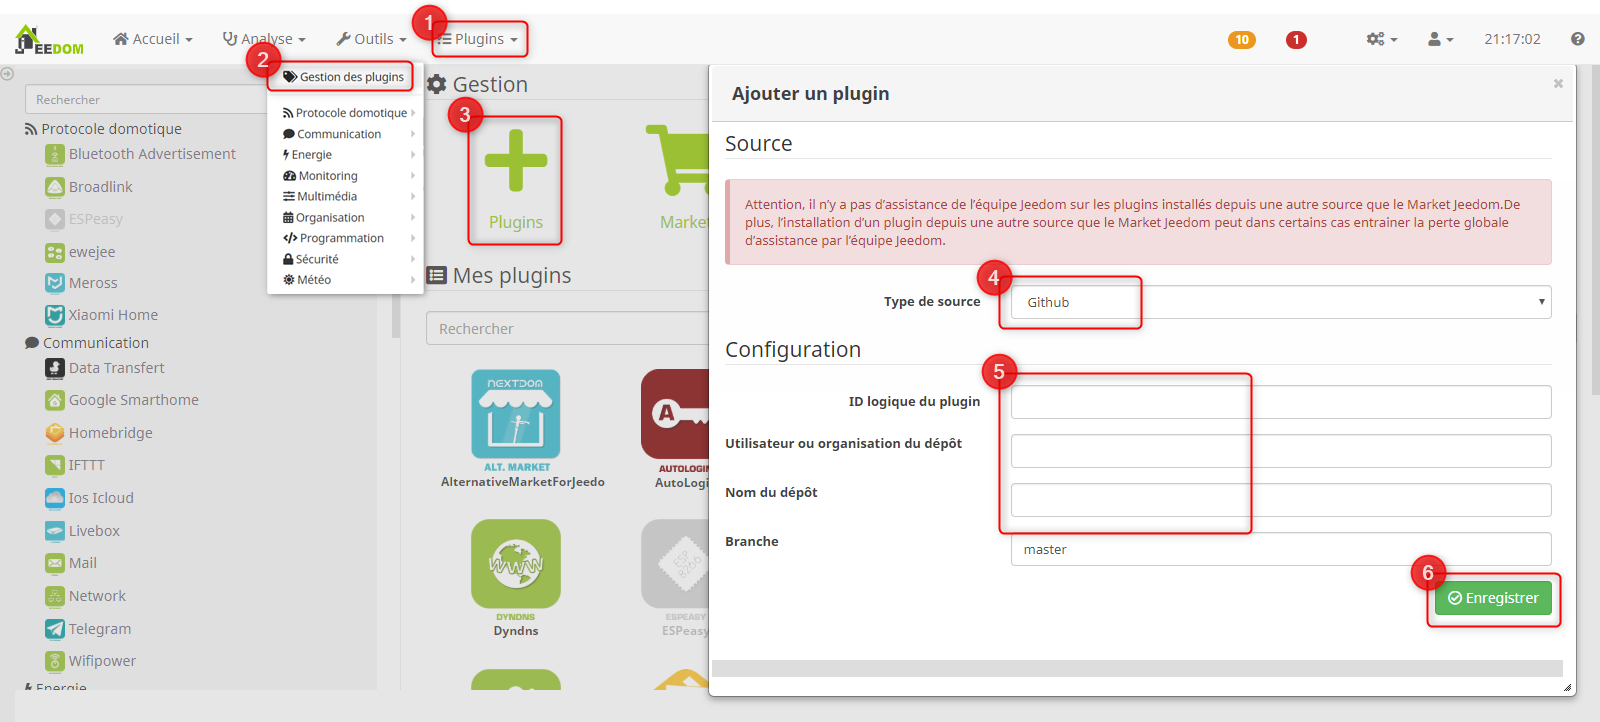 1
EEDOM
Accueil
Analyse
Outils
Plugins
10
1
21:17:02
2
Gestion des plugins
Protocole domotique
Communication
Energie
Monitoring
Multimédia
Organisation
Programmation
Sécurité
Météo
Rechercher
Protocole domotique
Bluetooth Advertisement
Broadlink
ESPeasy
ewejee
Meross
Xiaomi Home
Communication
Data Transfert
Google Smarthome
Homebridge
IFTTT
Ios Icloud
Livebox
Mail
Network
Telegram
Wifipower
Energie
Gestion
3
Plugins
Market
Mes plugins
Rechercher
NEXTDOM
ALT. MARKET
AlternativeMarketForJeedo
A
AUTOLOGIN
AutoLogi
WWW
DYNDNS
Dyndns
ESP
8266
ESPEASY
ESPeasy
Ajouter un plugin
Source
Attention, il n’y a pas d’assistance de l’équipe Jeedom sur les plugins installés depuis une autre source que le Market Jeedom.De
plus, l’installation d’un plugin depuis une autre source que le Market Jeedom peut dans certains cas entrainer la perte globale
d’assistance par l’équipe Jeedom.
4
Type de source
Github
Configuration
5
ID logique du plugin
Utilisateur ou organisation du dépôt
Nom du dépôt
Branche
master
6
Enregistrer